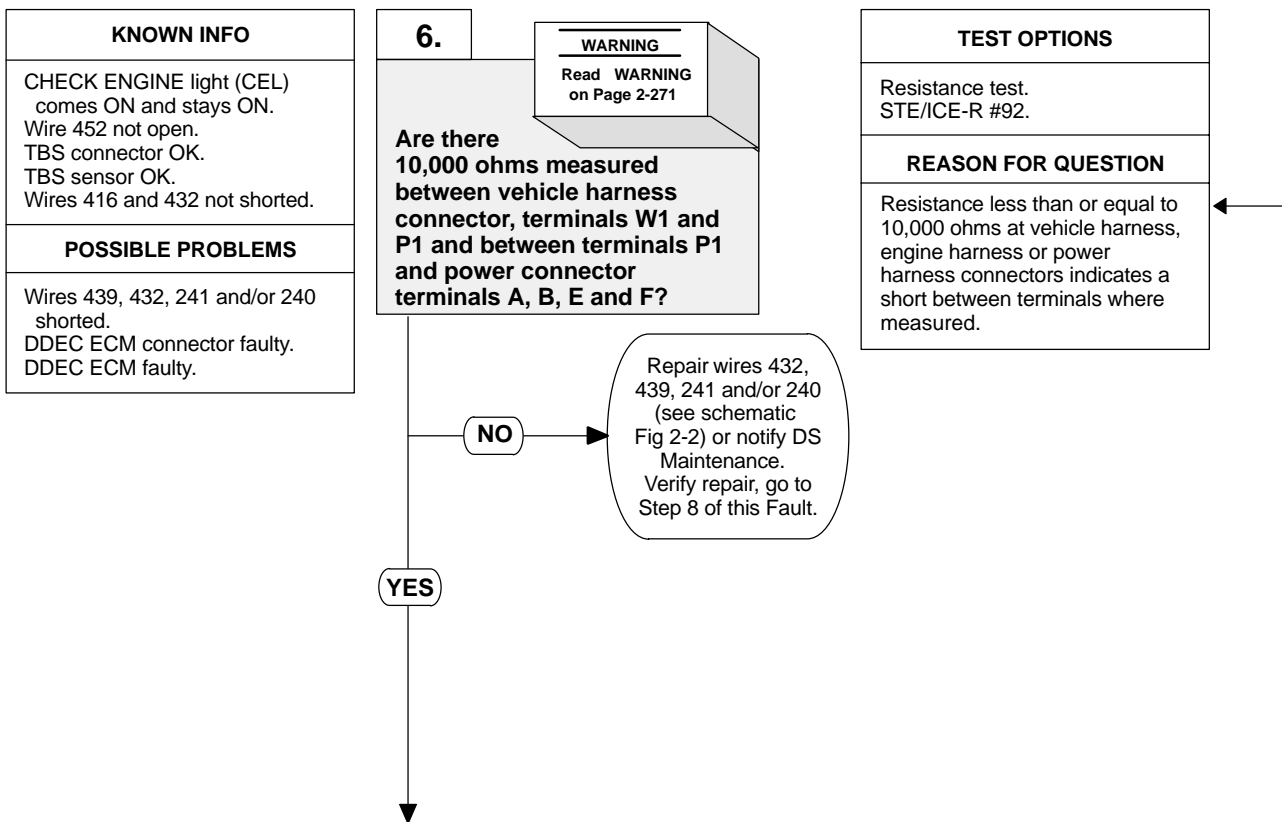 KNOWN INFO
CHECK ENGINE light (CEL)
comes ON and stays ON.
Wire 452 not open.
TBS connector OK.
TBS sensor OK.
Wires 416 and 432 not shorted.
POSSIBLE PROBLEMS
Wires 439, 432, 241 and/or 240
shorted.
DDEC ECM connector faulty.
DDEC ECM faulty.
6.
WARNING
Read WARNING
on Page 2-271
Are there
10,000 ohms measured
between vehicle harness
connector, terminals W1 and
P1 and between terminals P1
and power connector
terminals A, B, E and F?
TEST OPTIONS
Resistance test.
STE/ICE-R #92.
REASON FOR QUESTION
Resistance less than or equal to
10,000 ohms at vehicle harness,
engine harness or power
harness connectors indicates a
short between terminals where
measured.
NO
Repair wires 432,
439, 241 and/or 240
(see schematic
Fig 2-2) or notify DS
Maintenance.
Verify repair, go to
Step 8 of this Fault.
YES